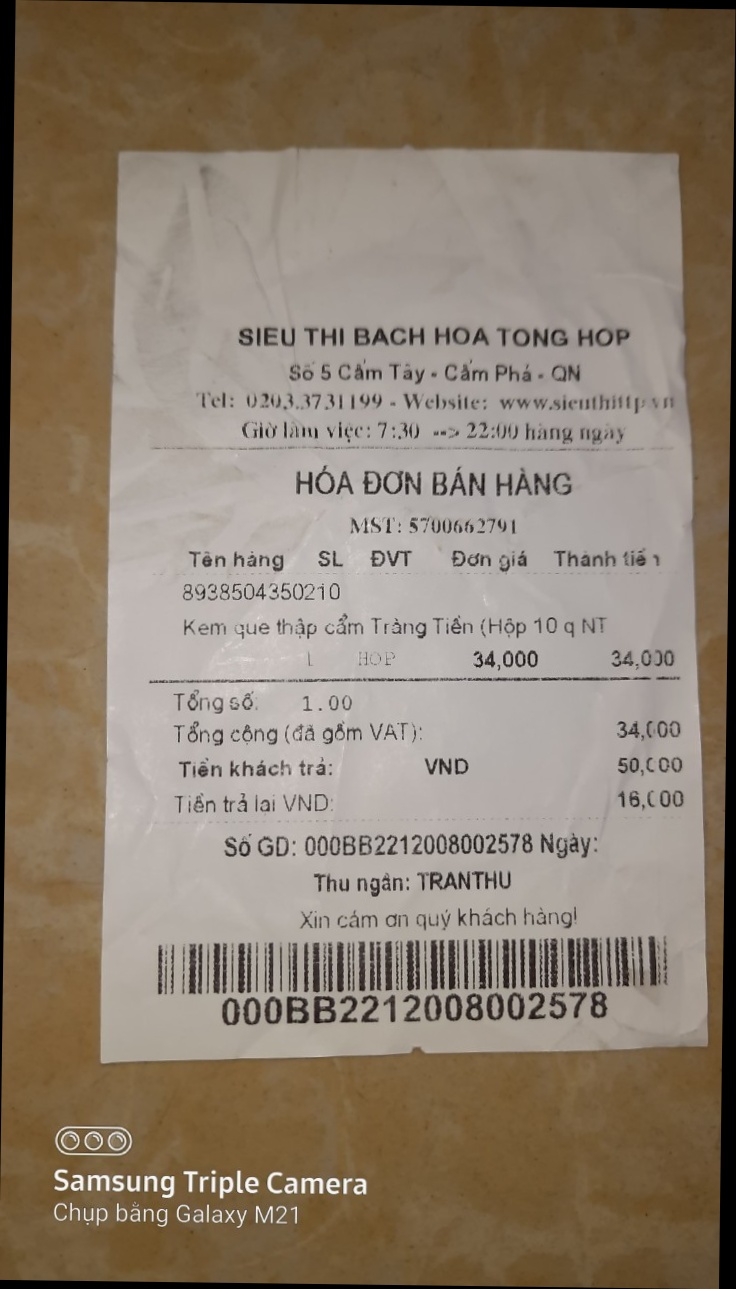 SIEU THI BACH HOA TONG HOP
Số 5 Cẩm Tây - Cẩm Phả - QN
Tel: 0203.3731199 - Website: www.sieuthittp.vn
Giờ làm việc: 7:30 --> 22:00 hàng ngày
HÓA ĐƠN BÁN HÀNG
MST: 5700662791
Tên hàng SL ĐVT Đơn giá Thành tiền
8938504350210
Kem que thập cẩm Tràng Tiền (Hộp 10 q NT
1 HOP 34,000 34,000
Tổng số: 1.00
Tổng cộng (đã gồm VAT): 34,000
Tiền khách trả: VND 50,000
Tiền trả lại VND: 16,000
Số GD: 000BB2212008002578 Ngày:
Thu ngân: TRANTHU
Xin cảm ơn quý khách hàng!
000BB2212008002578
Samsung Triple Camera
Chụp bằng Galaxy M21